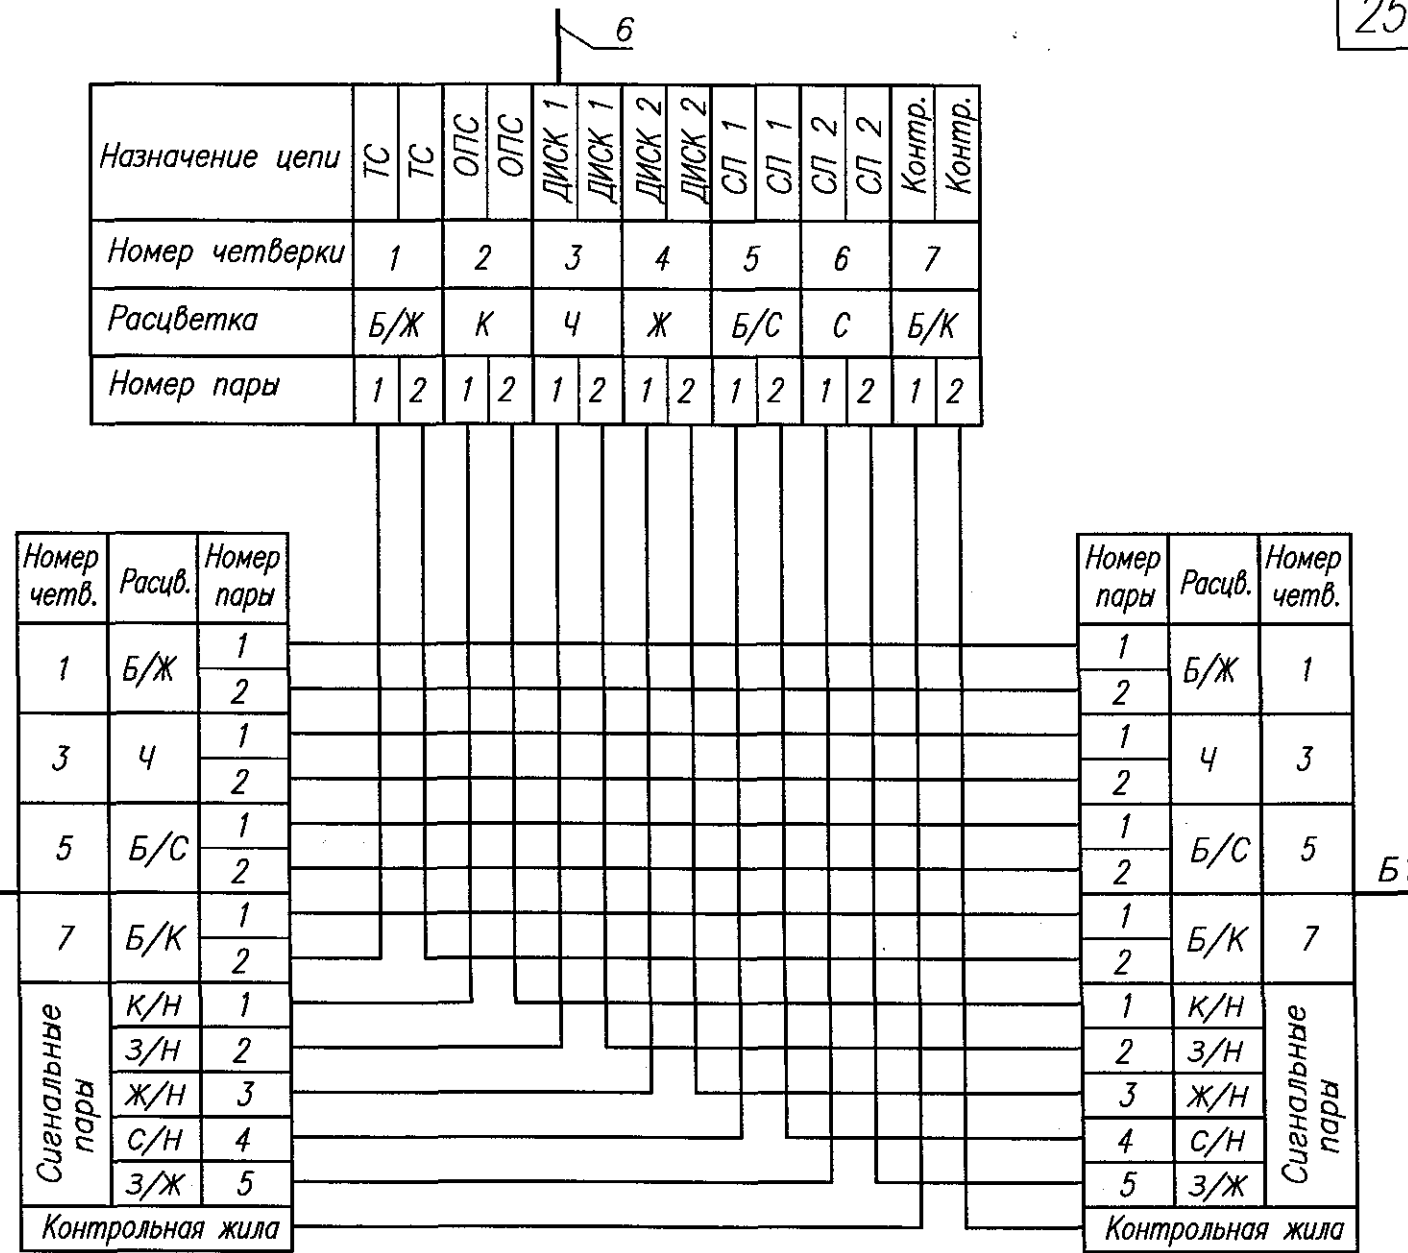 6
25
Назначение цепи ТС ТС ОПС ОПС ДИСК 1 ДИСК 1 ДИСК 2 ДИСК 2 СЛ 1 СЛ 1 СЛ 2 СЛ 2 Контр. Контр.
Номер четверки 1 2 3 4 5 6 7
Расцветка Б/Ж К Ч Ж Б/С С Б/К
Номер пары 1 2 1 2 1 2 1 2 1 2 1 2 1 2
Номер четв. Расцв. Номер пары
1 Б/Ж 1
2
3 Ч 1
2
5 Б/С 1
2
7 Б/К 1
2
Сигнальные пары
К/Н 1
З/Н 2
Ж/Н 3
С/Н 4
З/Ж 5
Контрольная жила
Номер пары Расцв. Номер четв.
1 Б/Ж 1
2
1 Ч 3
2
1 Б/С 5
2
1 Б/К 7
2
1 К/Н
2 З/Н
3 Ж/Н
4 С/Н
5 З/Ж
Сигнальные пары
Контрольная жила